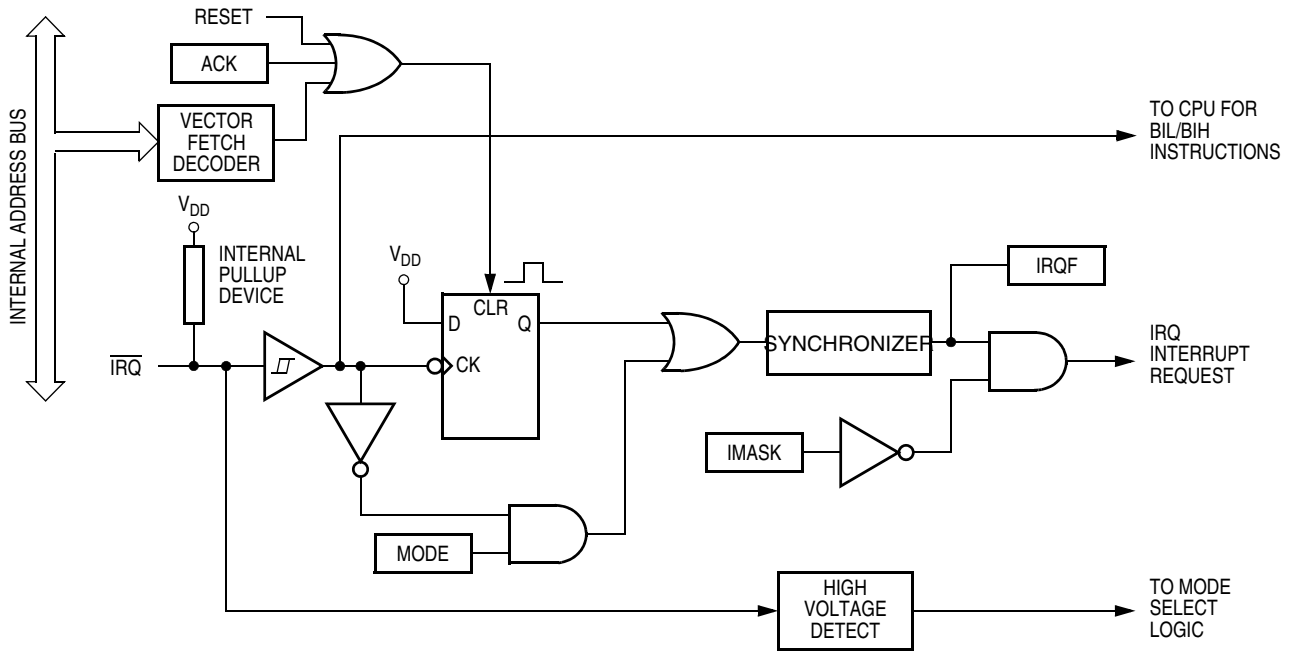 RESET
ACK
VECTOR
FETCH
DECODER
INTERNAL ADDRESS BUS
TO CPU FOR
BIL/BIH
INSTRUCTIONS
VDD
INTERNAL
PULLUP
DEVICE
VDD
CLR
D
Q
CK
IRQ
SYNCHRONIZER
IRQF
IRQ
INTERRUPT
REQUEST
IMASK
MODE
HIGH
VOLTAGE
DETECT
TO MODE
SELECT
LOGIC